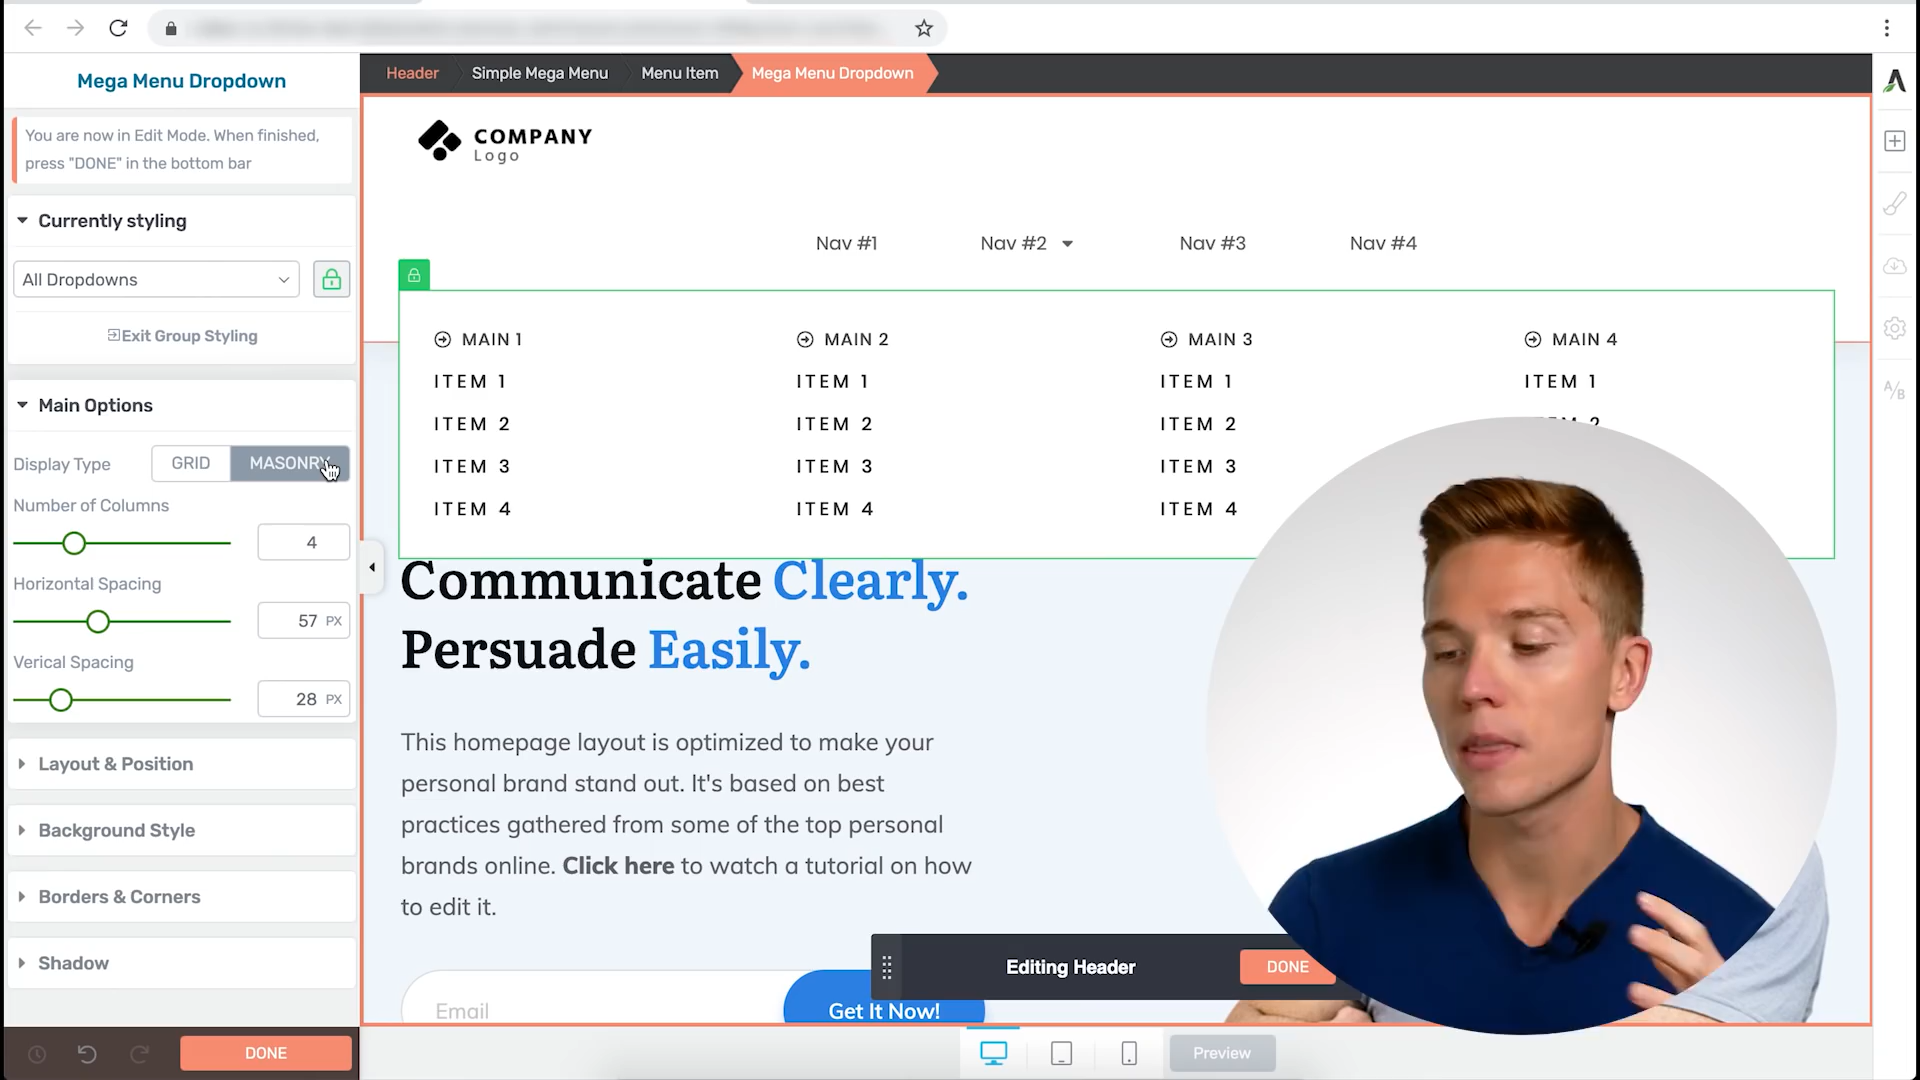 Mega Menu Dropdown
You are now in Edit Mode. When finished,
press "DONE" in the bottom bar
Currently styling
All Dropdowns
Exit Group Styling
Main Options
Display Type
GRID
MASONRY
Number of Columns
4
Horizontal Spacing
57 PX
Verical Spacing
28 PX
Layout & Position
Background Style
Borders & Corners
Shadow
DONE
Header
Simple Mega Menu
Menu Item
Mega Menu Dropdown
COMPANY
Logo
Nav #1
Nav #2
Nav #3
Nav #4
MAIN 1
MAIN 2
MAIN 3
MAIN 4
ITEM 1
ITEM 1
ITEM 1
ITEM 1
ITEM 2
ITEM 2
ITEM 2
ITEM 3
ITEM 3
ITEM 3
ITEM 4
ITEM 4
ITEM 4
Communicate Clearly.
Persuade Easily.
This homepage layout is optimized to make your
personal brand stand out. It's based on best
practices gathered from some of the top personal
brands online. Click here to watch a tutorial on how
to edit it.
Editing Header
DONE
Email
Get It Now!
Preview
A/B